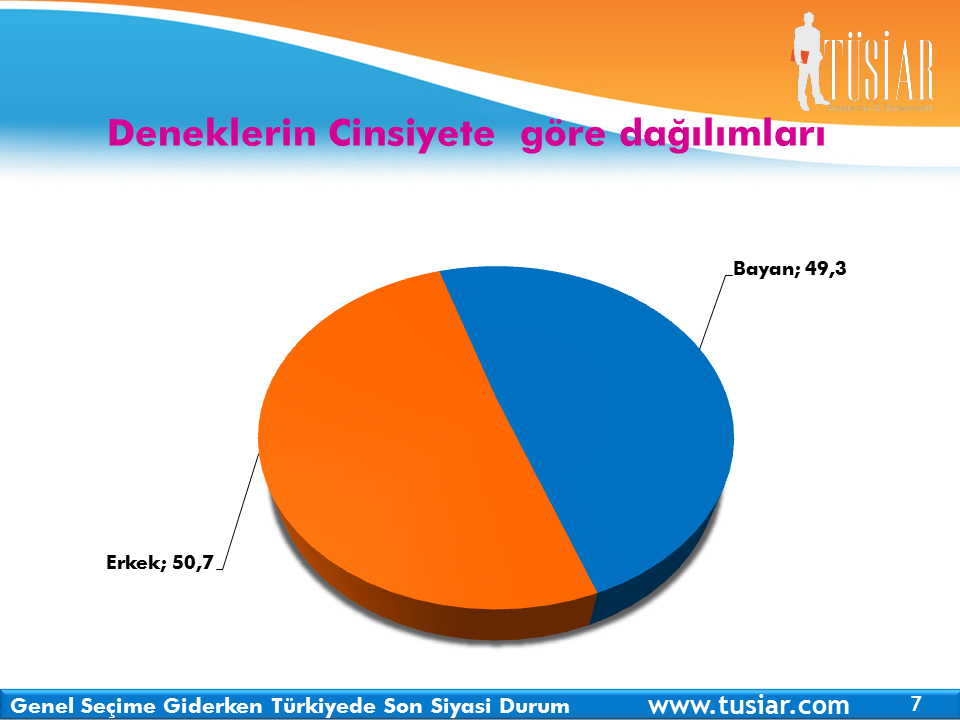 TÜSİAR
Deneklerin Cinsiyete göre dağılımları
Bayan; 49,3
Erkek; 50,7
Genel Seçime Giderken Türkiyede Son Siyasi Durum
www.tusiar.com
7